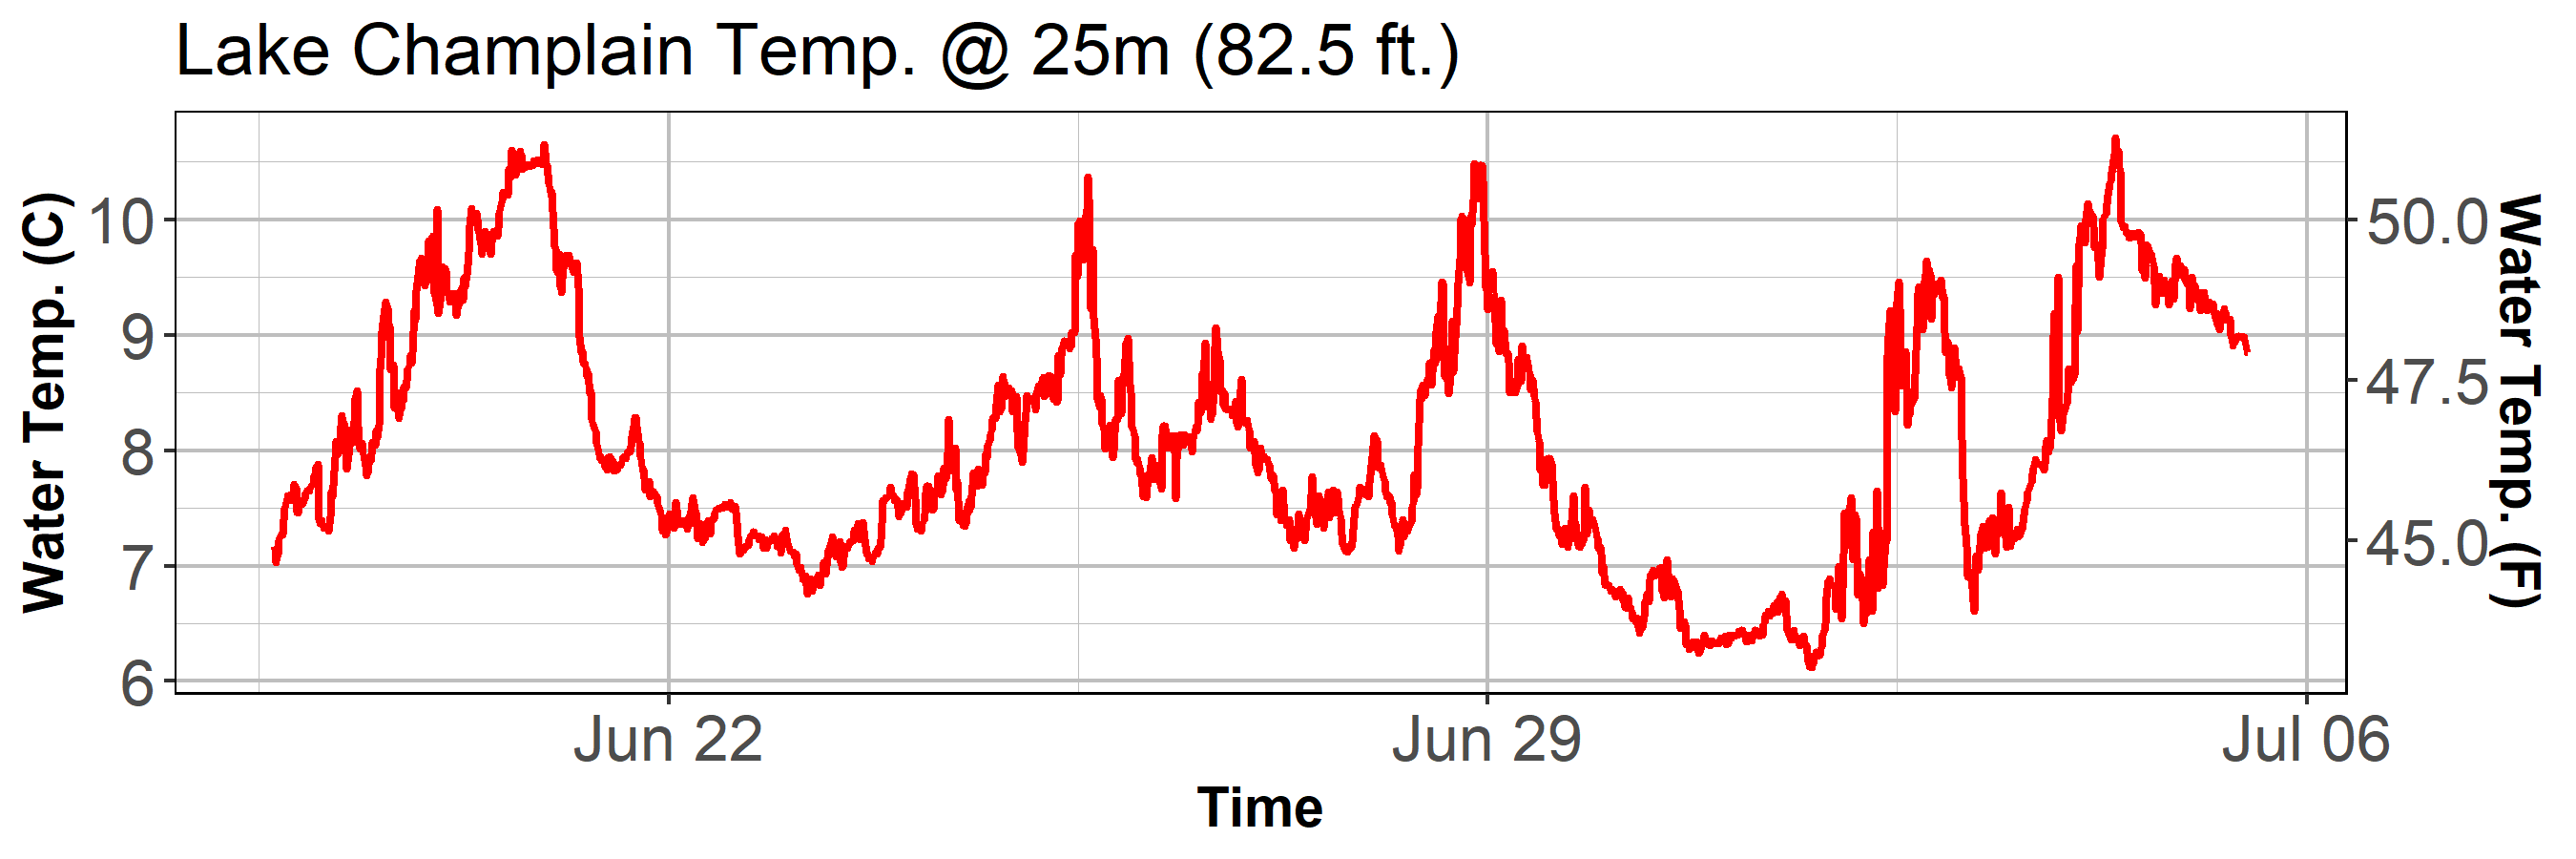 Lake Champlain Temp. @ 25m (82.5 ft.)
Water Temp. (C)
10
9
8
7
6
50.0
47.5
45.0
Water Temp. (F)
Jun 22
Jun 29
Jul 06
Time